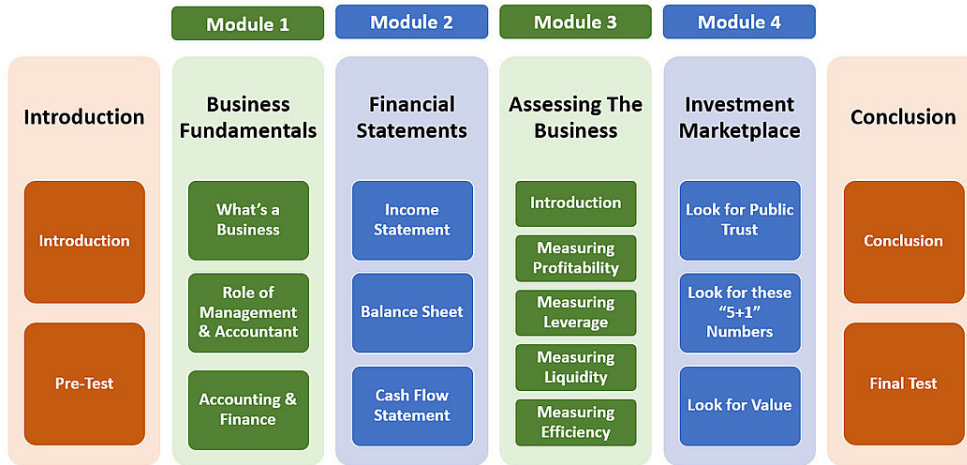 Module 1
Module 2
Module 3
Module 4
Introduction
Introduction
Pre-Test
Business
Fundamentals
What's a
Business
Role of
Management
& Accountant
Accounting &
Finance
Financial
Statements
Income
Statement
Balance Sheet
Cash Flow
Statement
Assessing The
Business
Introduction
Measuring
Profitability
Measuring
Leverage
Measuring
Liquidity
Measuring
Efficiency
Investment
Marketplace
Look for Public
Trust
Look for these
“5+1”
Numbers
Look for Value
Conclusion
Conclusion
Final Test